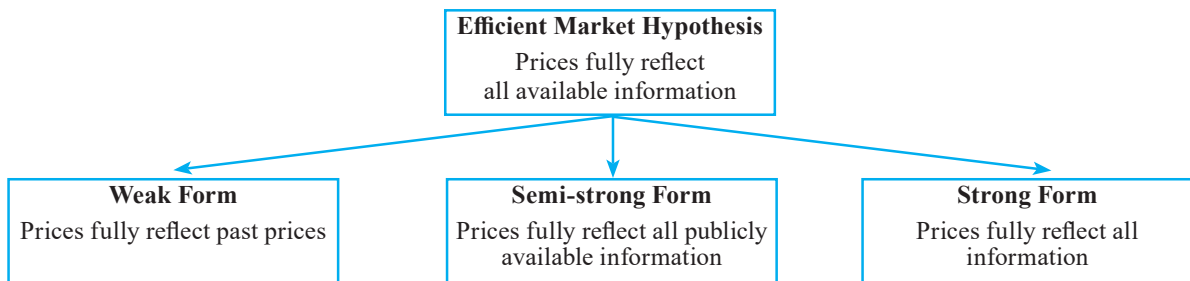 Efficient Market Hypothesis
Prices fully reflect
all available information
Weak Form
Prices fully reflect past prices
Semi-strong Form
Prices fully reflect all publicly
available information
Strong Form
Prices fully reflect all
information